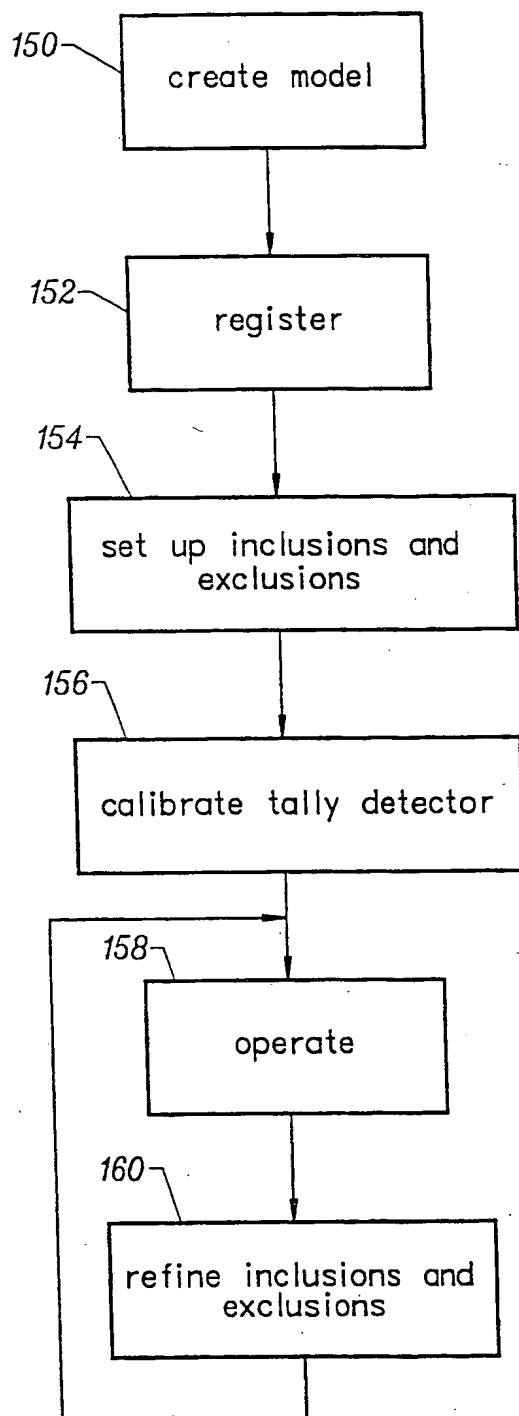 150
create model
152
register
154
set up inclusions and
exclusions
156
calibrate tally detector
158
operate
160
refine inclusions and
exclusions